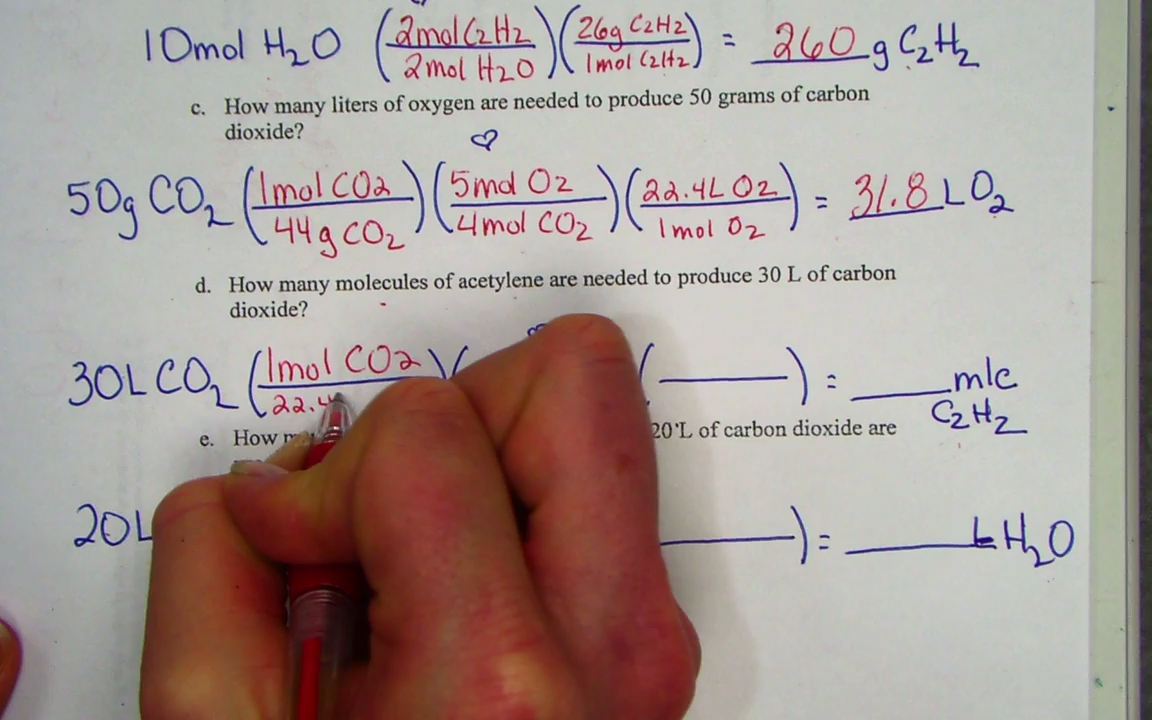 10mol H2O (2mol C2H2 / 2mol H2O) (26g C2H2 / 1mol C2H2) = 260 g C2H2
c. How many liters of oxygen are needed to produce 50 grams of carbon
dioxide?
50g CO2 (1mol CO2 / 44g CO2) (5mol O2 / 4mol CO2) (22.4L O2 / 1mol O2) = 31.8 L O2
d. How many molecules of acetylene are needed to produce 30 L of carbon
dioxide?
30L CO2 (1mol CO2 / 22.4 ) ( ( ) = mlc C2H2
e. How 20 L of carbon dioxide are
20L ) = L H2O